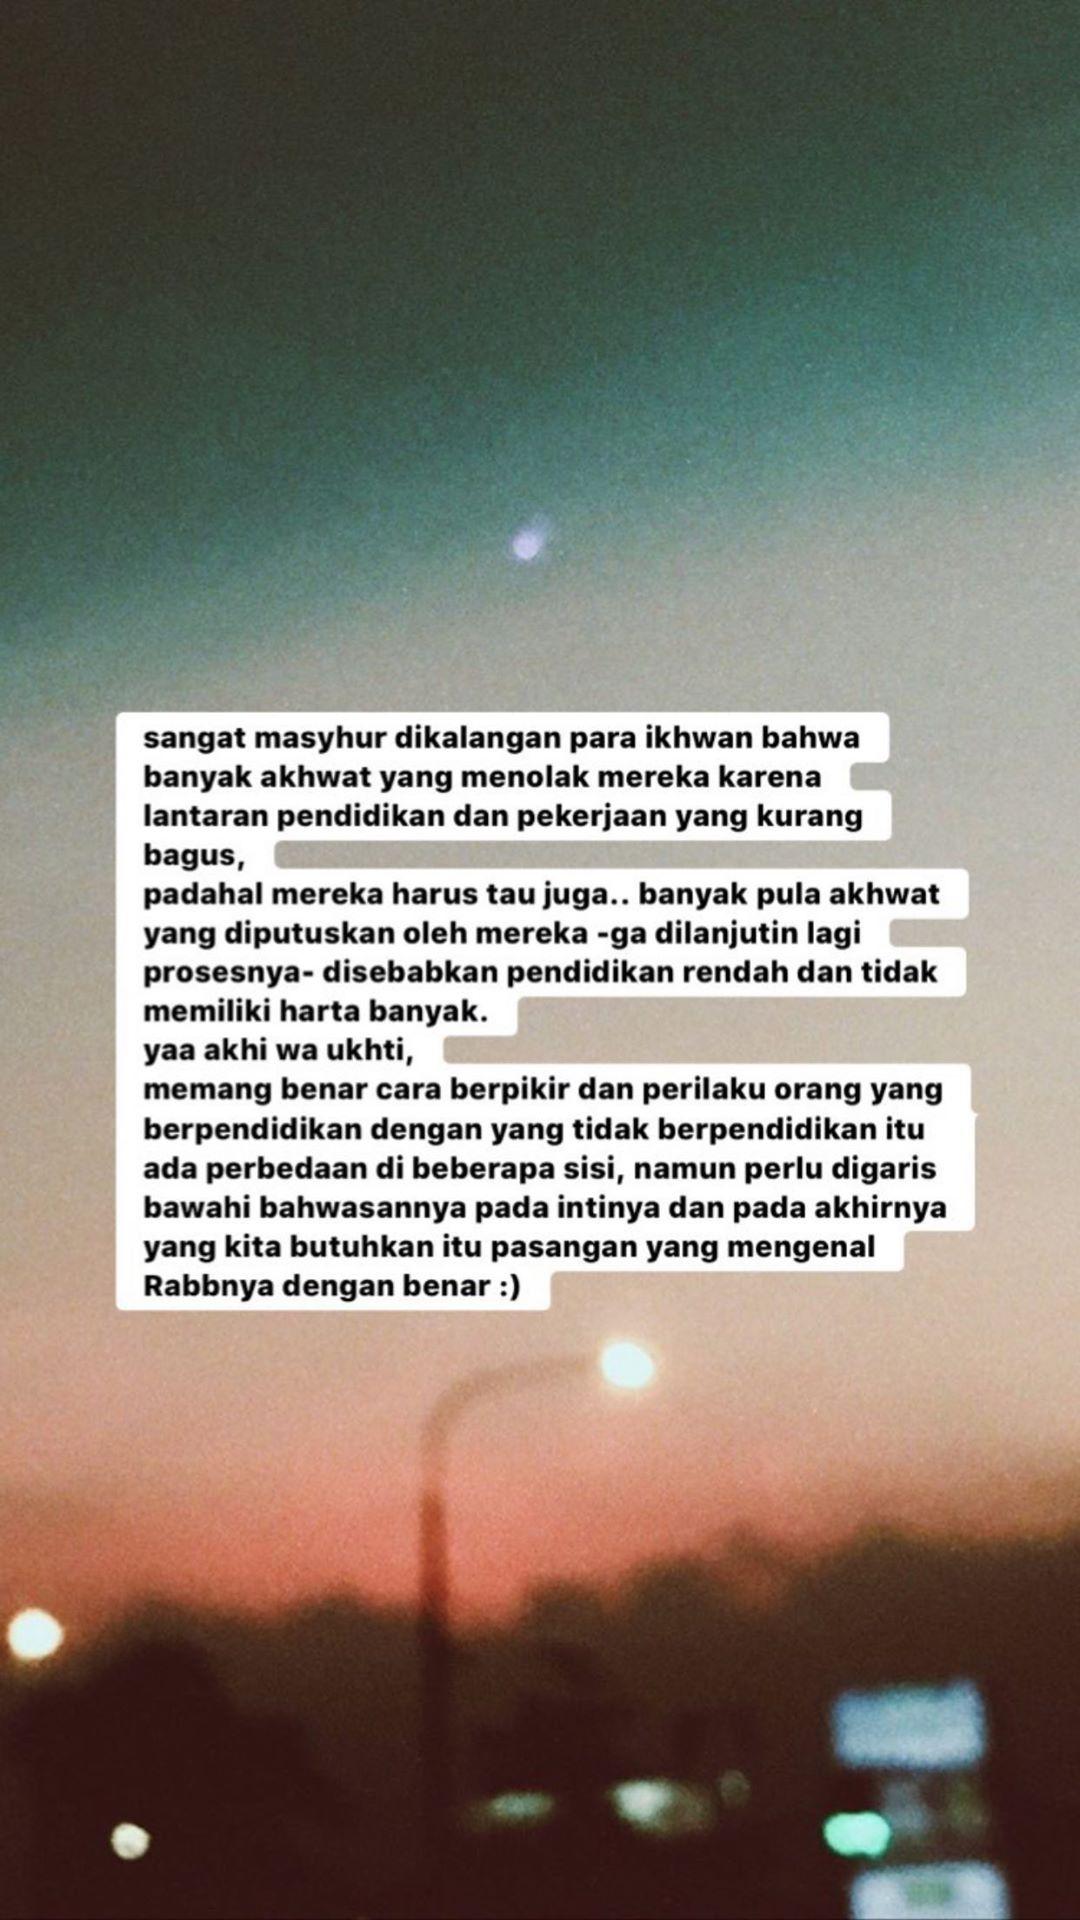 sangat masyhur dikalangan para ikhwan bahwa
banyak akhwat yang menolak mereka karena
lantaran pendidikan dan pekerjaan yang kurang
bagus,
padahal mereka harus tau juga.. banyak pula akhwat
yang diputuskan oleh mereka -ga dilanjutin lagi
prosesnya- disebabkan pendidikan rendah dan tidak
memiliki harta banyak.
yaa akhi wa ukhti,
memang benar cara berpikir dan perilaku orang yang
berpendidikan dengan yang tidak berpendidikan itu
ada perbedaan di beberapa sisi, namun perlu digaris
bawahi bahwasannya pada intinya dan pada akhirnya
yang kita butuhkan itu pasangan yang mengenal
Rabbnya dengan benar :)